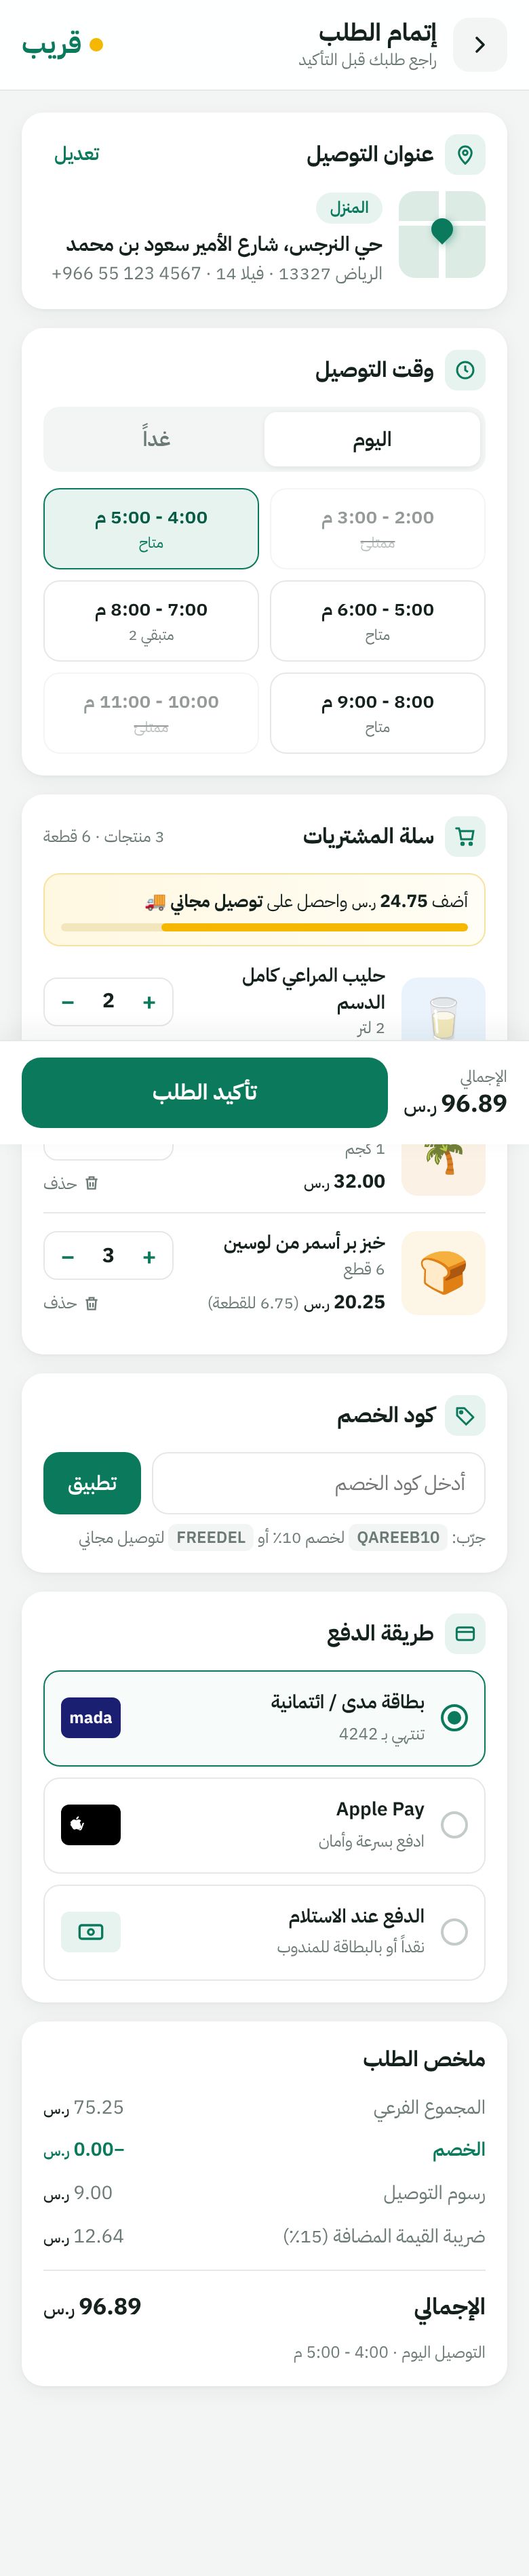 إتمام الطلب
راجع طلبك قبل التأكيد
قريب
عنوان التوصيل
تعديل
المنزل
حي النرجس، شارع الأمير سعود بن محمد
الرياض 13327 · فيلا 14 · ‎+966 55 123 4567
وقت التوصيل
اليوم
غداً
2:00 - 3:00 م
ممتلئ
4:00 - 5:00 م
متاح
5:00 - 6:00 م
متاح
7:00 - 8:00 م
متبقي 2
8:00 - 9:00 م
متاح
10:00 - 11:00 م
ممتلئ
سلة المشتريات
3 منتجات · 6 قطعة
أضف 24.75 ر.س واحصل على توصيل مجاني 🚚
حليب المراعي كامل
الدسم
2 لتر
+ 2 −
الإجمالي
96.89 ر.س
تأكيد الطلب
1 كجم
32.00 ر.س
حذف
خبز بر أسمر من لوسين
6 قطع
20.25 ر.س (6.75 للقطعة)
+ 3 −
حذف
كود الخصم
أدخل كود الخصم
تطبيق
جرّب: QAREEB10 لخصم 10٪ أو FREEDEL لتوصيل مجاني
طريقة الدفع
بطاقة مدى / ائتمانية
تنتهي بـ 4242
mada
Apple Pay
ادفع بسرعة وأمان
الدفع عند الاستلام
نقداً أو بالبطاقة للمندوب
ملخص الطلب
المجموع الفرعي
75.25 ر.س
الخصم
−0.00 ر.س
رسوم التوصيل
9.00 ر.س
ضريبة القيمة المضافة (15٪)
12.64 ر.س
الإجمالي
96.89 ر.س
التوصيل اليوم · 4:00 - 5:00 م